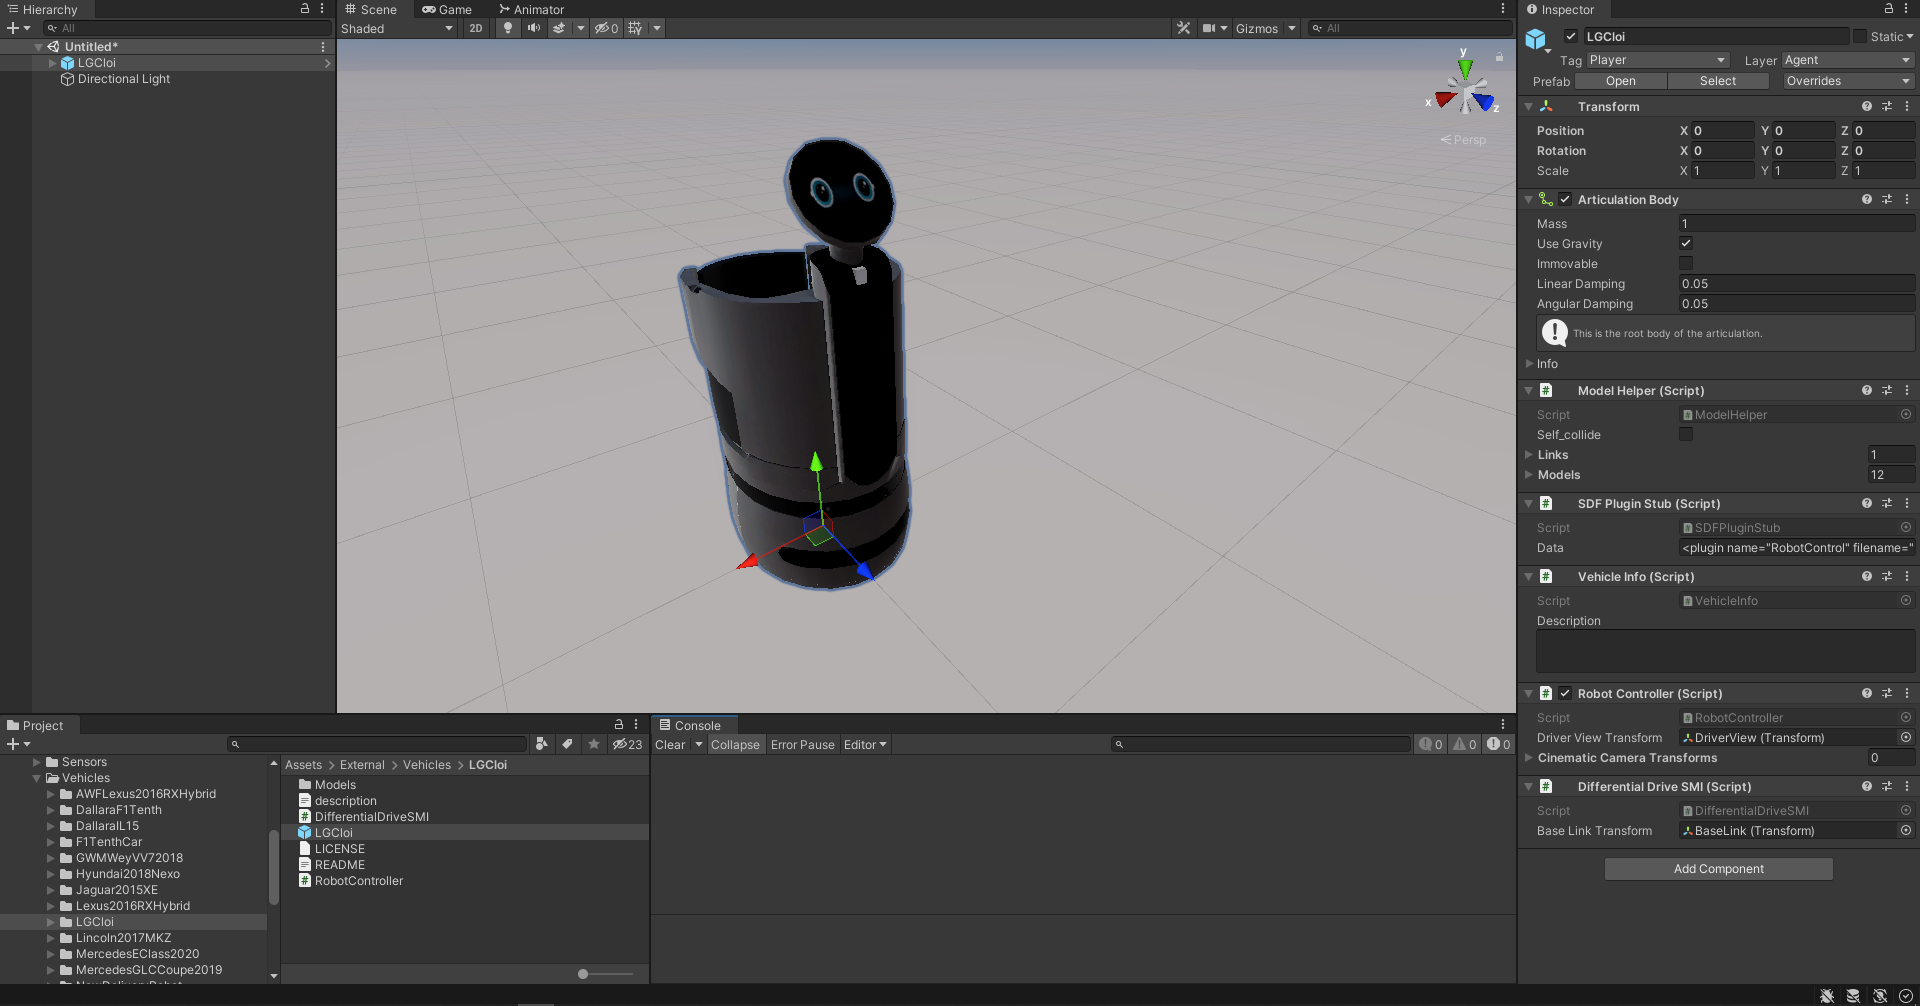 Hierarchy
All
Untitled*
LGCloi
Directional Light
Scene Game Animator
Shaded 2D 0 Gizmos All
y
x
z
Persp
Project
23
Sensors
Vehicles
AWFLexus2016RXHybrid
DallaraF1Tenth
DallaraIL15
F1TenthCar
GWMWeyVV72018
Hyundai2018Nexo
Jaguar2015XE
Lexus2016RXHybrid
LGCloi
Lincoln2017MKZ
MercedesEClass2020
MercedesGLCCoupe2019
Assets > External > Vehicles > LGCloi
Models
description
DifferentialDriveSMI
LGCloi
LICENSE
README
RobotController
Console
Clear Collapse Error Pause Editor 0 0 0
Inspector
LGCloi Static
Tag Player Layer Agent
Prefab Open Select Overrides
Transform
Position X 0 Y 0 Z 0
Rotation X 0 Y 0 Z 0
Scale X 1 Y 1 Z 1
Articulation Body
Mass 1
Use Gravity
Immovable
Linear Damping 0.05
Angular Damping 0.05
This is the root body of the articulation.
Info
Model Helper (Script)
Script ModelHelper
Self_collide
Links 1
Models 12
SDF Plugin Stub (Script)
Script SDFPluginStub
Data <plugin name="RobotControl" filename="
Vehicle Info (Script)
Script VehicleInfo
Description
Robot Controller (Script)
Script RobotController
Driver View Transform DriverView (Transform)
Cinematic Camera Transforms 0
Differential Drive SMI (Script)
Script DifferentialDriveSMI
Base Link Transform BaseLink (Transform)
Add Component